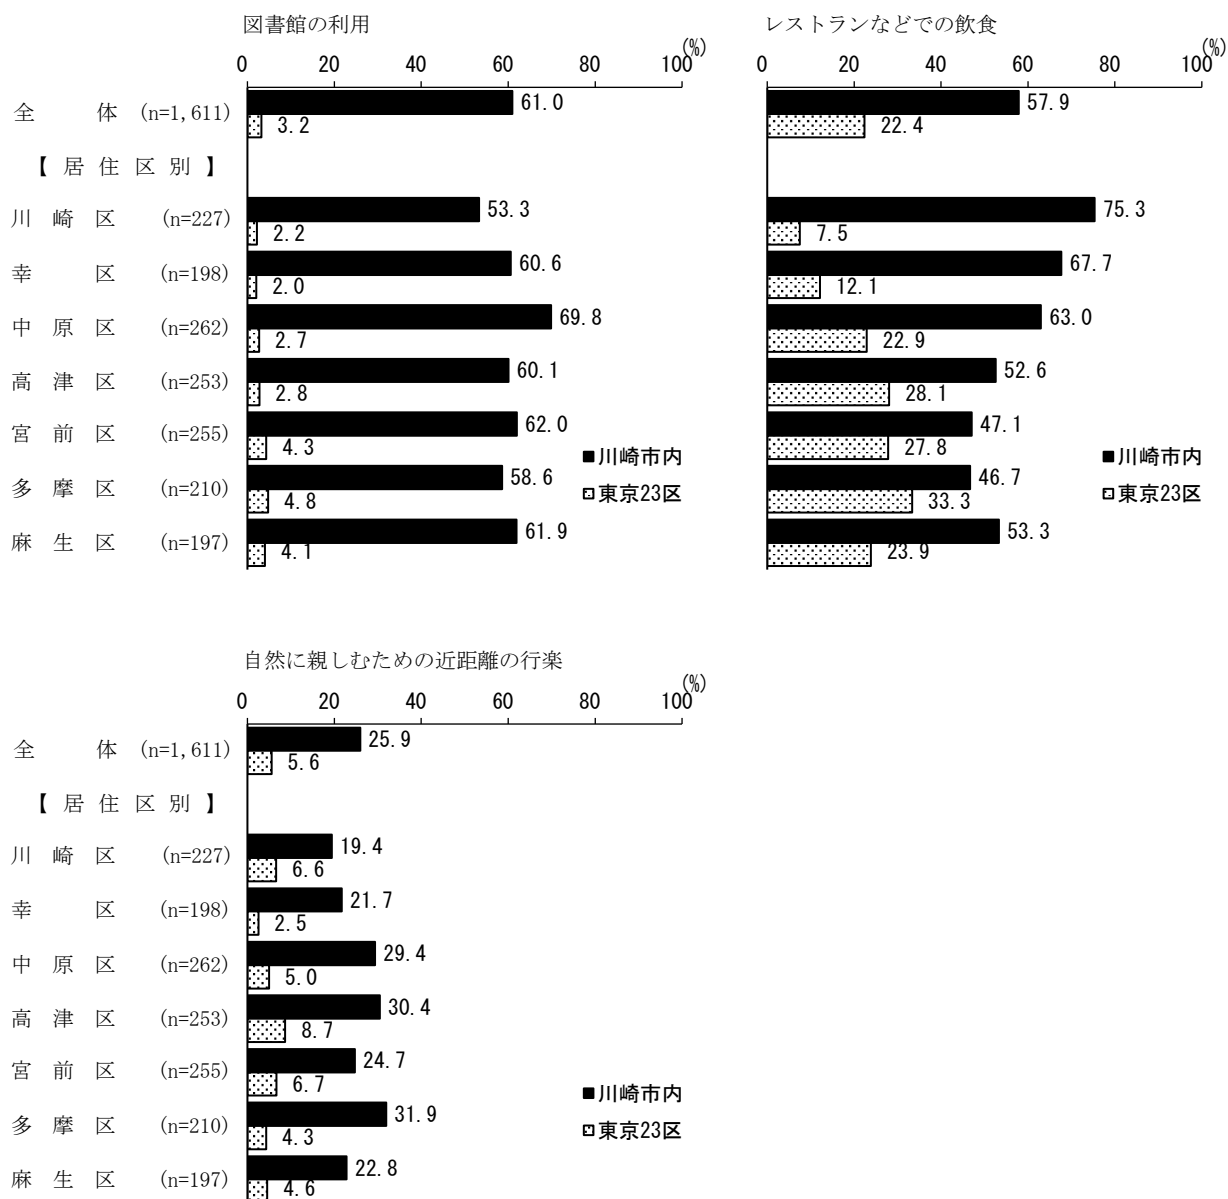 図書館の利用
(%)
0 20 40 60 80 100
全体 (n=1,611) 61.0
3.2
【居住区別】
川崎区 (n=227) 53.3
2.2
幸区 (n=198) 60.6
2.0
中原区 (n=262) 69.8
2.7
高津区 (n=253) 60.1
2.8
宮前区 (n=255) 62.0
4.3
多摩区 (n=210) 58.6
4.8
麻生区 (n=197) 61.9
4.1
川崎市内
東京23区
レストランなどでの飲食
(%)
0 20 40 60 80 100
57.9
22.4
75.3
7.5
67.7
12.1
63.0
22.9
52.6
28.1
47.1
27.8
46.7
33.3
53.3
23.9
川崎市内
東京23区
自然に親しむための近距離の行楽
(%)
0 20 40 60 80 100
全体 (n=1,611) 25.9
5.6
【居住区別】
川崎区 (n=227) 19.4
6.6
幸区 (n=198) 21.7
2.5
中原区 (n=262) 29.4
5.0
高津区 (n=253) 30.4
8.7
宮前区 (n=255) 24.7
6.7
多摩区 (n=210) 31.9
4.3
麻生区 (n=197) 22.8
4.6
川崎市内
東京23区